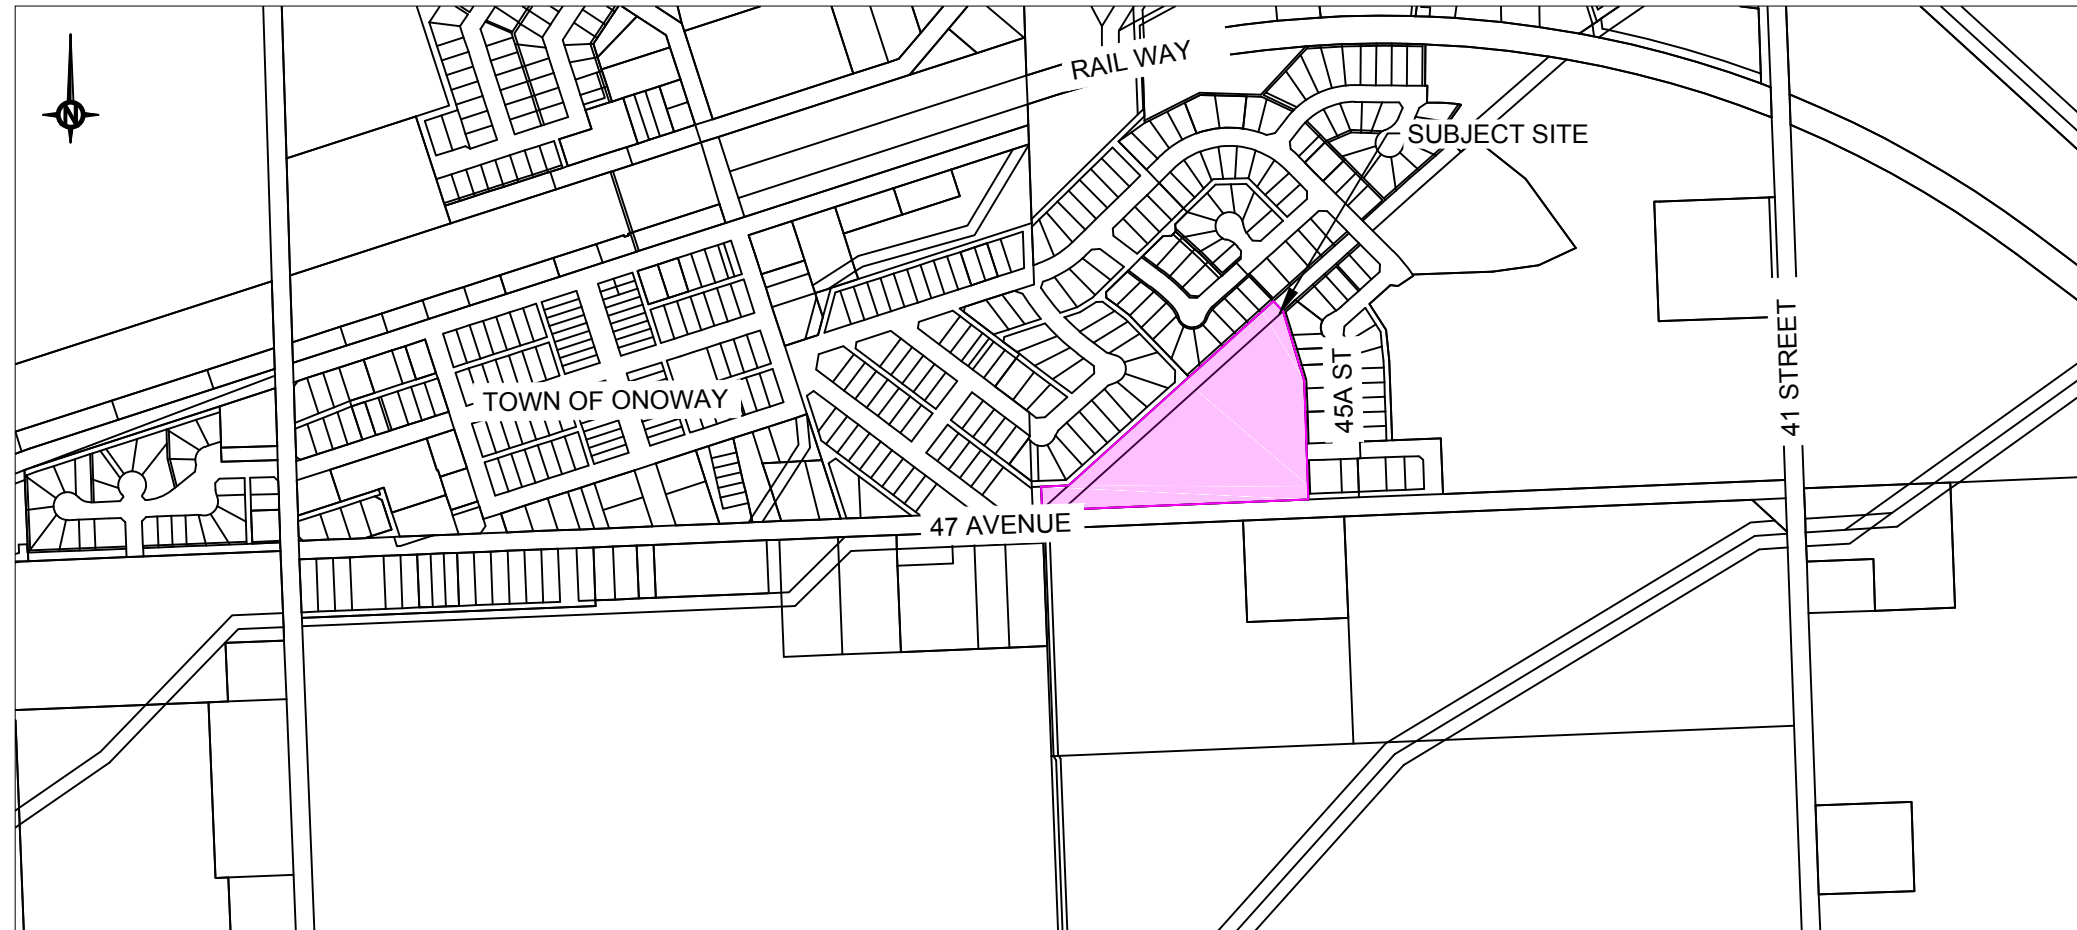 N
RAIL WAY
SUBJECT SITE
41 STREET
45A ST
TOWN OF ONOWAY
47 AVENUE